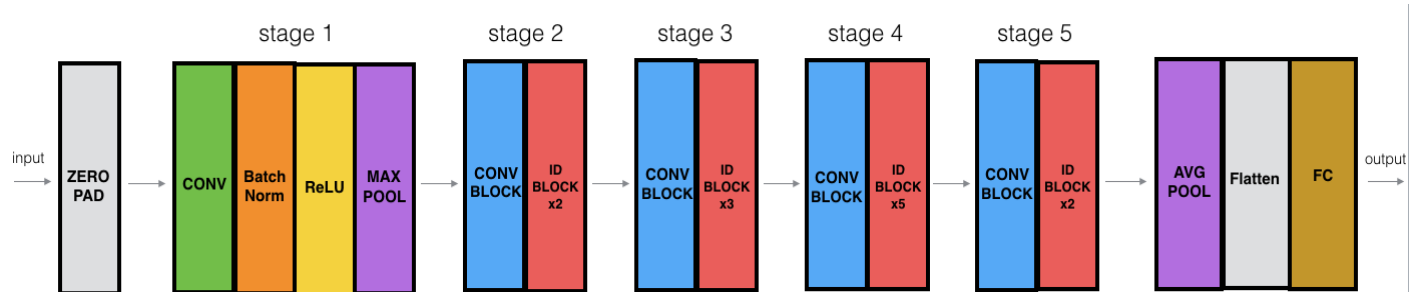 stage 1
stage 2
stage 3
stage 4
stage 5
input
ZERO
PAD
CONV
Batch
Norm
ReLU
MAX
POOL
CONV
BLOCK
ID
BLOCK
x2
CONV
BLOCK
ID
BLOCK
x3
CONV
BLOCK
ID
BLOCK
x5
CONV
BLOCK
ID
BLOCK
x2
AVG
POOL
Flatten
FC
output